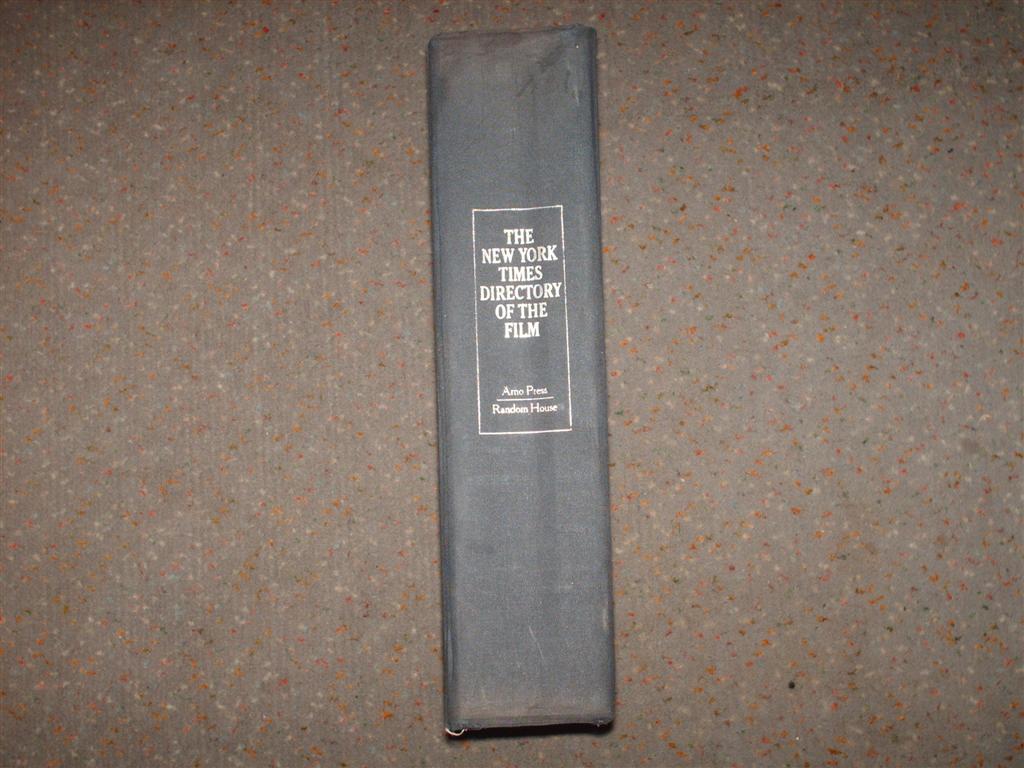 THE
NEW YORK
TIMES
DIRECTORY
OF THE
FILM
Arno Press
Random House